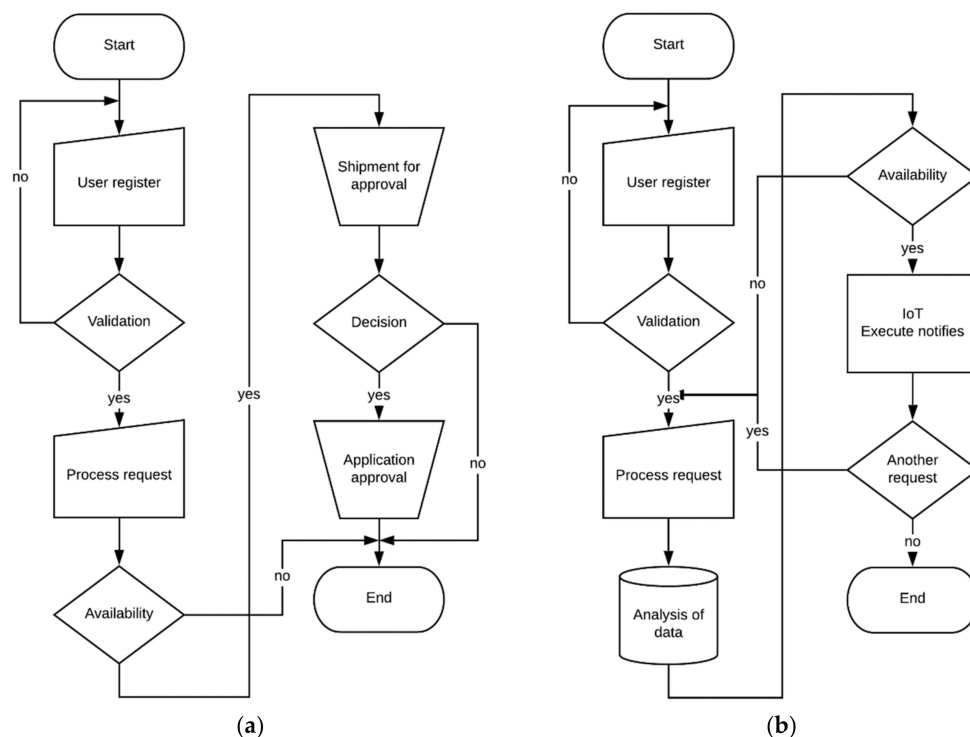 Start
no
User register
Validation
yes
Process request
Availability
no
yes
Shipment for
approval
Decision
yes
no
Application
approval
End
(a)
Start
no
User register
Validation
yes
Process request
Analysis of
data
Availability
no
yes
IoT
Execute notifies
yes
Another
request
no
End
(b)